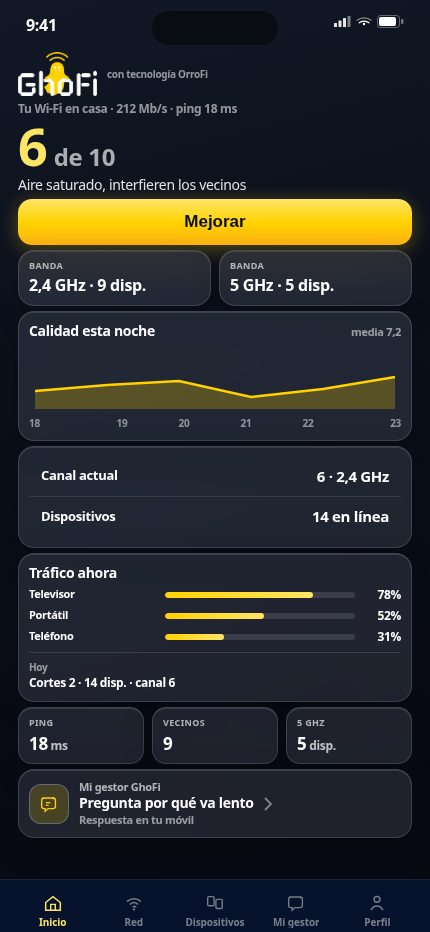 9:41
GhoFi con tecnología OrroFi
Tu Wi-Fi en casa · 212 Mb/s · ping 18 ms
6 de 10
Aire saturado, interfieren los vecinos
Mejorar
BANDA
2,4 GHz · 9 disp.
BANDA
5 GHz · 5 disp.
Calidad esta noche
media 7,2
18 19 20 21 22 23
Canal actual
6 · 2,4 GHz
Dispositivos
14 en línea
Tráfico ahora
Televisor 78%
Portátil 52%
Teléfono 31%
Hoy
Cortes 2 · 14 disp. · canal 6
PING
18 ms
VECINOS
9
5 GHZ
5 disp.
Mi gestor GhoFi
Pregunta por qué va lento
Respuesta en tu móvil
Inicio Red Dispositivos Mi gestor Perfil